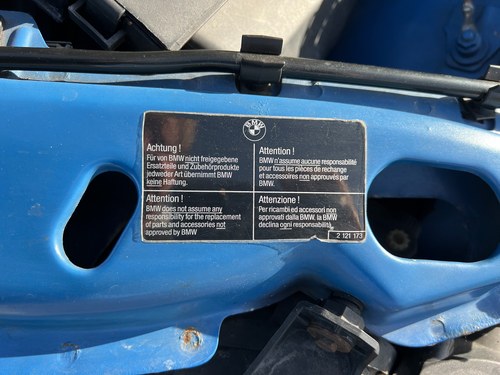 BMW
Achtung !
Für von BMW nicht freigegebene
Ersatzteile und Zubehörprodukte
jedweder Art übernimmt BMW
keine Haftung.
Attention !
BMW n'assume aucune responsabilité
pour tous les pièces de rechange
et accessoires non approuvés par
BMW.
Attention !
BMW does not assume any
responsibility for the replacement
of parts and accessories not
approved by BMW
Attenzione !
Per ricambi ed accessori non
approvati dalla BMW, la BMW
declina ogni responsabilità.
2 121 173